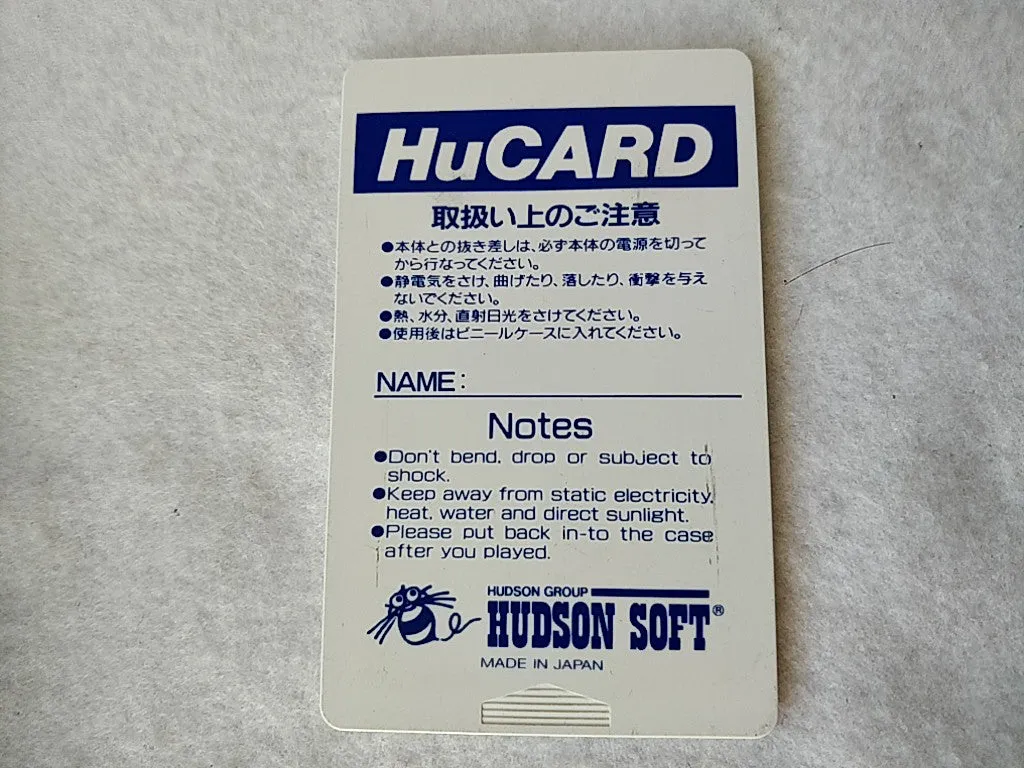 HuCARD
取扱い上のご注意
●本体との抜き差しは、必ず本体の電源を切って
から行なってください。
●静電気をさけ、曲げたり、落したり、衝撃を与え
ないでください。
●熱、水分、直射日光をさけてください。
●使用後はビニールケースに入れてください。
NAME:
Notes
●Don't bend, drop or subject to
shock.
●Keep away from static electricity,
heat, water and direct sunlight.
●Please put back in-to the case
after you played.
HUDSON GROUP
HUDSON SOFT®
MADE IN JAPAN